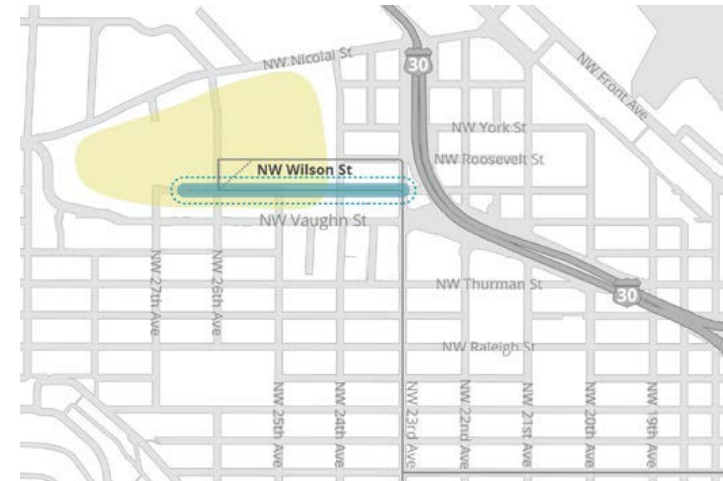 NW Nicolai St
30
NW Front Ave
NW York St
NW Wilson St
NW Roosevelt St
NW Vaughn St
NW 27th Ave
NW 26th Ave
NW Thurman St
30
NW Raleigh St
NW 25th Ave
NW 24th Ave
NW 23rd Ave
NW 22nd Ave
NW 21st Ave
NW 20th Ave
NW 19th Ave